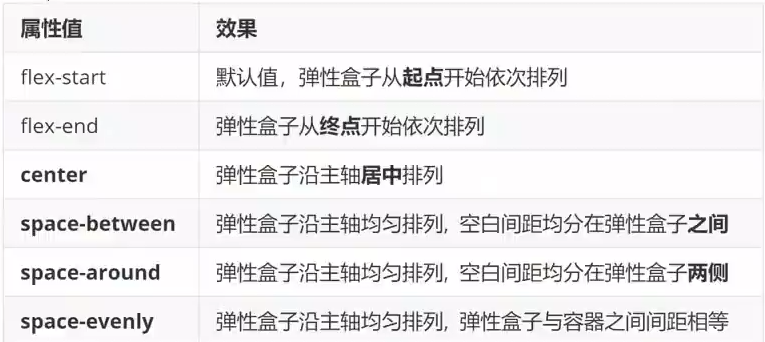 属性值 效果
flex-start 默认值，弹性盒子从起点开始依次排列
flex-end 弹性盒子从终点开始依次排列
center 弹性盒子沿主轴居中排列
space-between 弹性盒子沿主轴均匀排列, 空白间距均分在弹性盒子之间
space-around 弹性盒子沿主轴均匀排列, 空白间距均分在弹性盒子两侧
space-evenly 弹性盒子沿主轴均匀排列, 弹性盒子与容器之间间距相等